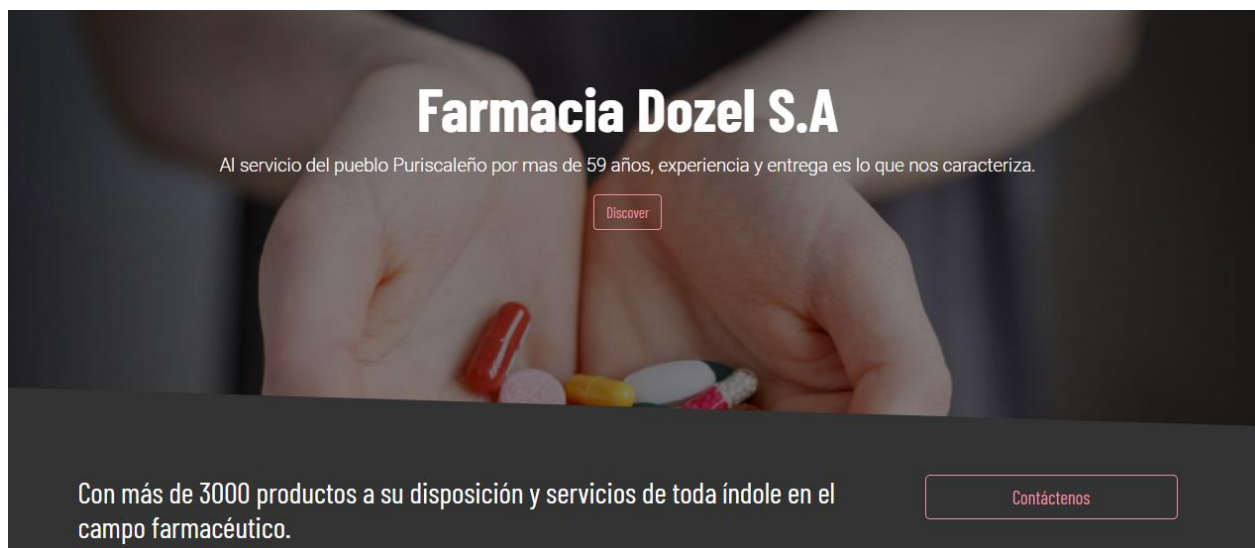 Farmacia Dozel S.A
Al servicio del pueblo Puriscaleño por mas de 59 años, experiencia y entrega es lo que nos caracteriza.
Discover
Con más de 3000 productos a su disposición y servicios de toda índole en el
campo farmacéutico.
Contáctenos